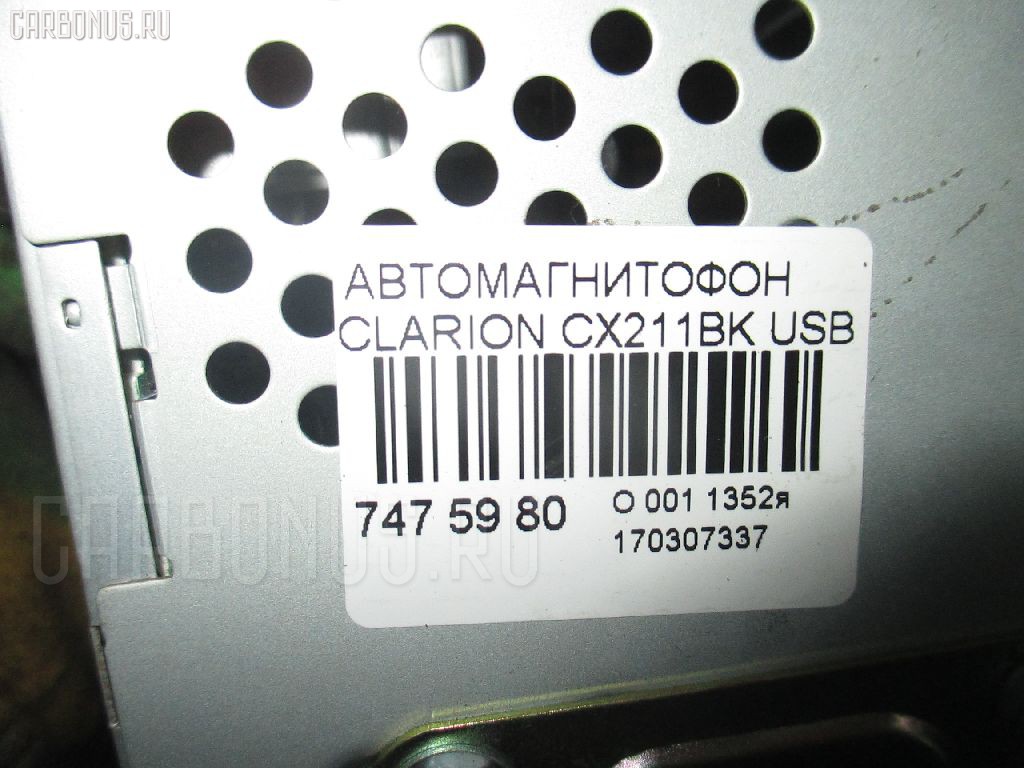 CARBONUS.RU
АВТОМАГНИТОФОН
CLARION CX211BK USB
747 59 80
О 001 1352я
170307337
CARBONUS.RU